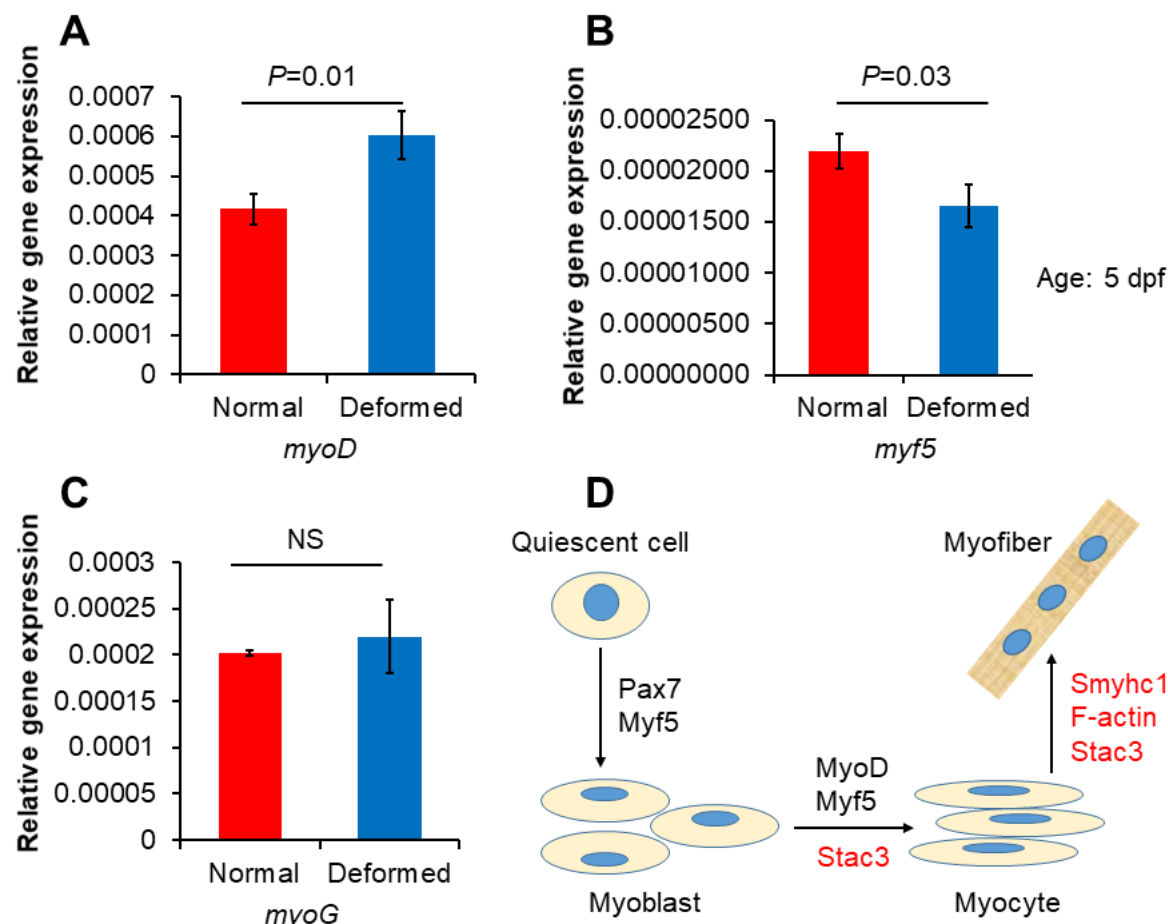 A
P=0.01
Relative gene expression
0.0007
0.0006
0.0005
0.0004
0.0003
0.0002
0.0001
0
Normal
Deformed
myoD
B
P=0.03
Relative gene expression
0.00002500
0.00002000
0.00001500
0.00001000
0.00000500
0.00000000
Normal
Deformed
myf5
Age: 5 dpf
C
NS
Relative gene expression
0.0003
0.00025
0.0002
0.00015
0.0001
0.00005
0
Normal
Deformed
myoG
D
Quiescent cell
Pax7
Myf5
Myoblast
MyoD
Myf5
Stac3
Myocyte
Smyhc1
F-actin
Stac3
Myofiber